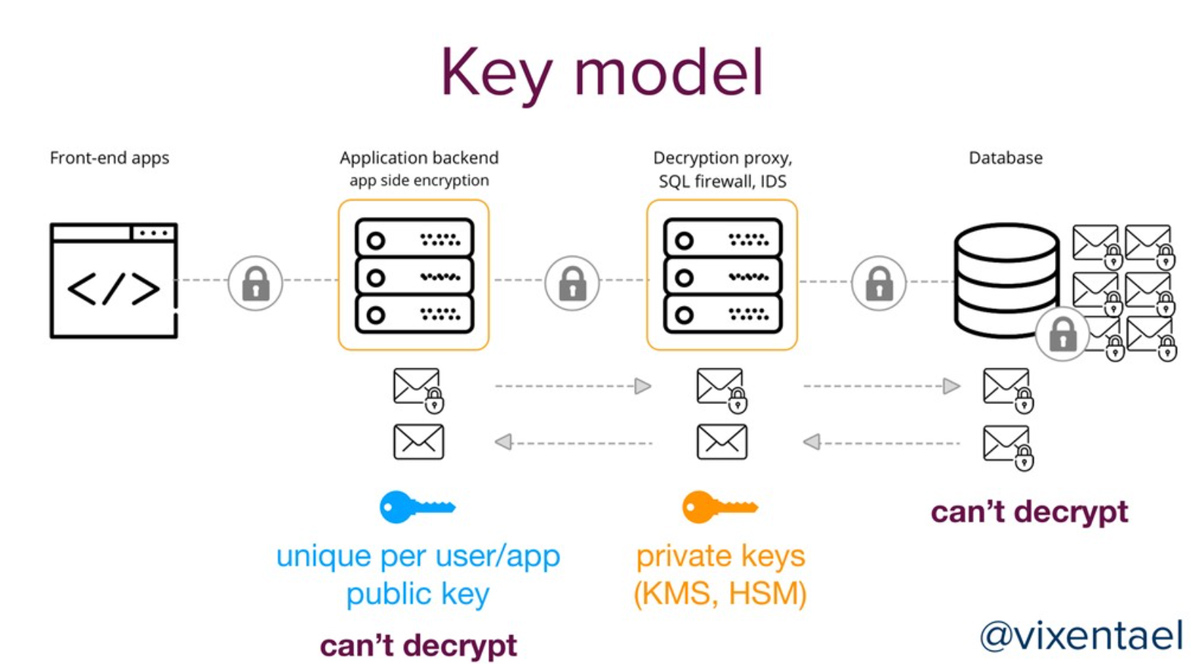 Key model
Front-end apps
Application backend
app side encryption
Decryption proxy,
SQL firewall, IDS
Database
</>
unique per user/app
public key
can't decrypt
private keys
(KMS, HSM)
can't decrypt
@vixentael